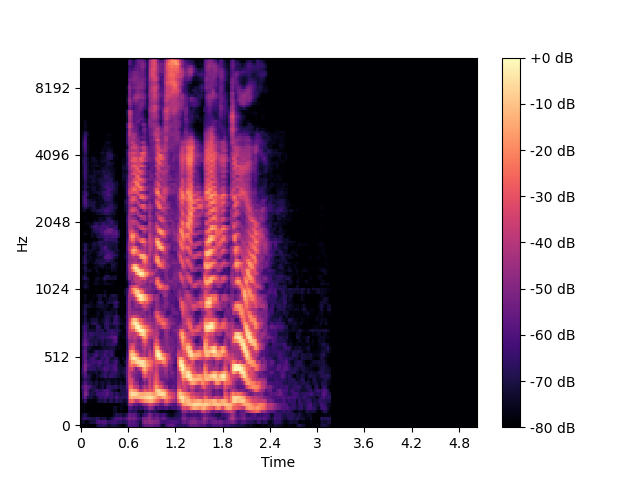 8192
4096
2048
1024
512
0
Hz
0 0.6 1.2 1.8 2.4 3 3.6 4.2 4.8
Time
+0 dB
-10 dB
-20 dB
-30 dB
-40 dB
-50 dB
-60 dB
-70 dB
-80 dB